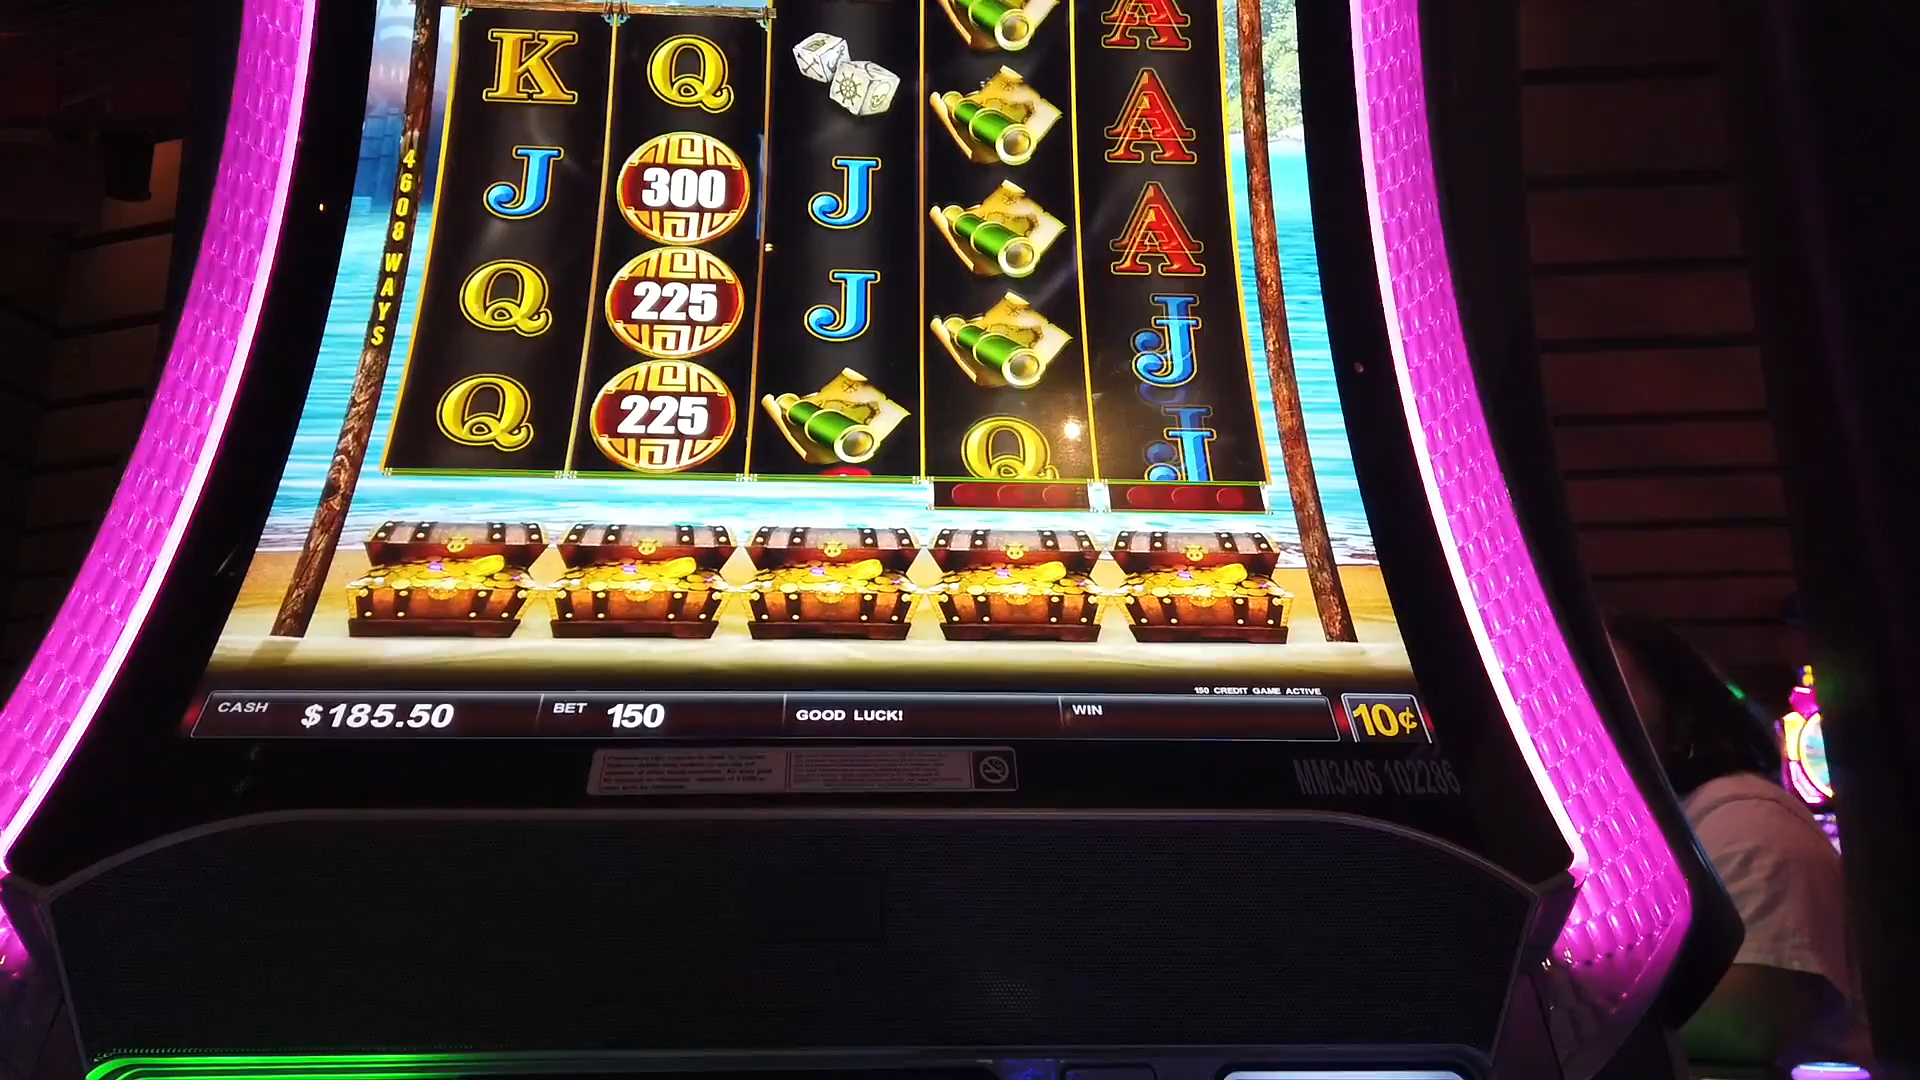 A
K Q
A
J 300 J
A
4608 WAYS
Q 225 J
J
Q 225
Q J
150 CREDIT GAME ACTIVE
CASH $185.50 BET 150 GOOD LUCK! WIN 10¢
MM3406 102286